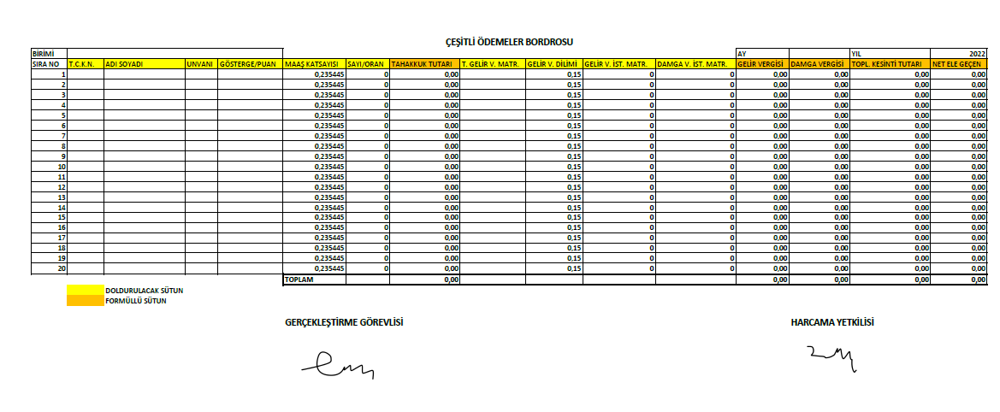 ÇEŞİTLİ ÖDEMELER BORDROSU
BİRİMİ AY YIL 2022
SIRA NO T.C.K.N. ADI SOYADI UNVANI GÖSTERGE/PUAN MAAŞ KATSAYISI SAYI/ORAN TAHAKKUK TUTARI T. GELİR V. MATR. GELİR V. DİLİMİ GELİR V. İST. MATR. DAMGA V. İST. MATR. GELİR VERGİSİ DAMGA VERGİSİ TOPL. KESİNTİ TUTARI NET ELE GEÇEN
1 0,235445 0 0,00 0,15 0 0 0,00 0,00 0,00 0,00
2 0,235445 0 0,00 0,15 0 0 0,00 0,00 0,00 0,00
3 0,235445 0 0,00 0,15 0 0 0,00 0,00 0,00 0,00
4 0,235445 0 0,00 0,15 0 0 0,00 0,00 0,00 0,00
5 0,235445 0 0,00 0,15 0 0 0,00 0,00 0,00 0,00
6 0,235445 0 0,00 0,15 0 0 0,00 0,00 0,00 0,00
7 0,235445 0 0,00 0,15 0 0 0,00 0,00 0,00 0,00
8 0,235445 0 0,00 0,15 0 0 0,00 0,00 0,00 0,00
9 0,235445 0 0,00 0,15 0 0 0,00 0,00 0,00 0,00
10 0,235445 0 0,00 0,15 0 0 0,00 0,00 0,00 0,00
11 0,235445 0 0,00 0,15 0 0 0,00 0,00 0,00 0,00
12 0,235445 0 0,00 0,15 0 0 0,00 0,00 0,00 0,00
13 0,235445 0 0,00 0,15 0 0 0,00 0,00 0,00 0,00
14 0,235445 0 0,00 0,15 0 0 0,00 0,00 0,00 0,00
15 0,235445 0 0,00 0,15 0 0 0,00 0,00 0,00 0,00
16 0,235445 0 0,00 0,15 0 0 0,00 0,00 0,00 0,00
17 0,235445 0 0,00 0,15 0 0 0,00 0,00 0,00 0,00
18 0,235445 0 0,00 0,15 0 0 0,00 0,00 0,00 0,00
19 0,235445 0 0,00 0,15 0 0 0,00 0,00 0,00 0,00
20 0,235445 0 0,00 0,15 0 0 0,00 0,00 0,00 0,00
TOPLAM 0,00 0,00 0,00 0,00 0,00
DOLDURULACAK SÜTUN
FORMÜLLÜ SÜTUN
GERÇEKLEŞTİRME GÖREVLİSİ HARCAMA YETKİLİSİ